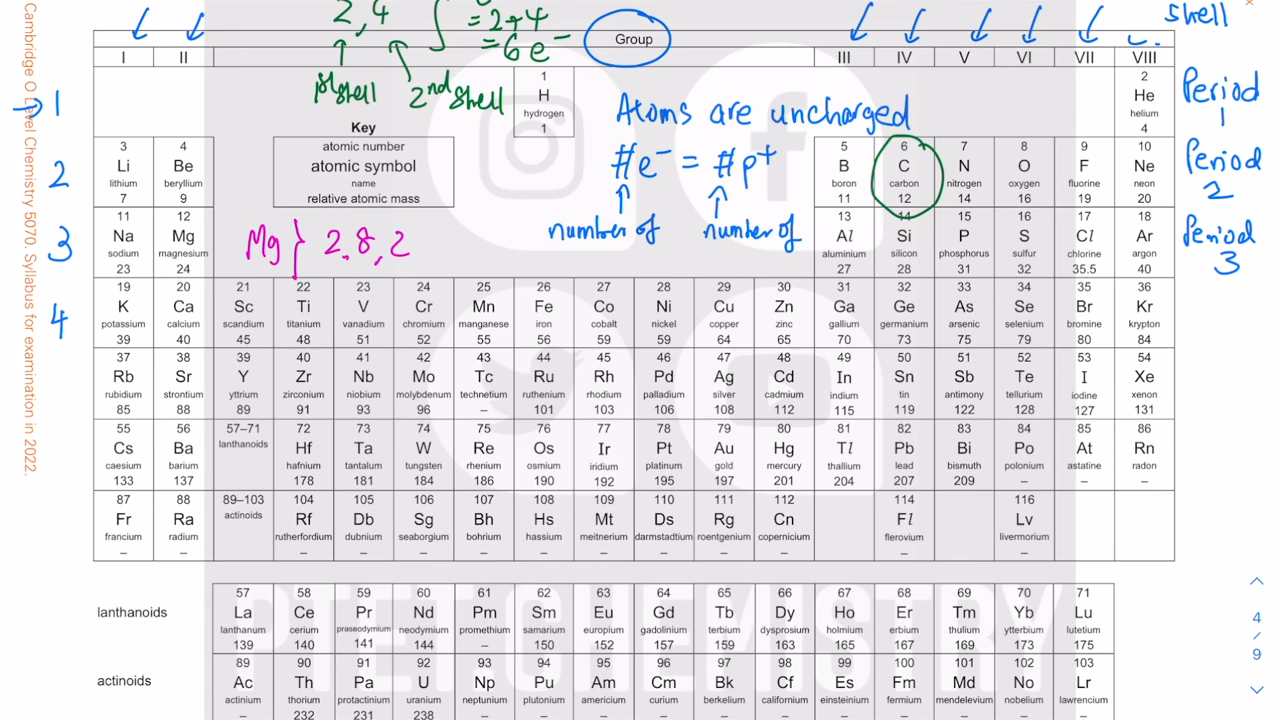 2,4 = 2+4
= 6 e⁻
1st shell 2nd shell
shell
Group
I II III IV V VI VII VIII
1 2
H He
hydrogen helium
1 4
→ 1
Period 1
Atoms are uncharged
#e⁻ = #p⁺
number of number of
Key
atomic number
atomic symbol
name
relative atomic mass
2
3 4 5 6 7 8 9 10
Li Be B C N O F Ne
lithium beryllium boron carbon nitrogen oxygen fluorine neon
7 9 11 12 14 16 19 20
Period 2
3
11 12 13 14 15 16 17 18
Na Mg Al Si P S Cl Ar
sodium magnesium aluminium silicon phosphorus sulfur chlorine argon
23 24 27 28 31 32 35.5 40
Mg } 2,8,2
Period 3
4
19 20 21 22 23 24 25 26 27 28 29 30 31 32 33 34 35 36
K Ca Sc Ti V Cr Mn Fe Co Ni Cu Zn Ga Ge As Se Br Kr
potassium calcium scandium titanium vanadium chromium manganese iron cobalt nickel copper zinc gallium germanium arsenic selenium bromine krypton
39 40 45 48 51 52 55 56 59 59 64 65 70 73 75 79 80 84
37 38 39 40 41 42 43 44 45 46 47 48 49 50 51 52 53 54
Rb Sr Y Zr Nb Mo Tc Ru Rh Pd Ag Cd In Sn Sb Te I Xe
rubidium strontium yttrium zirconium niobium molybdenum technetium ruthenium rhodium palladium silver cadmium indium tin antimony tellurium iodine xenon
85 88 89 91 93 96 – 101 103 106 108 112 115 119 122 128 127 131
55 56 57–71 72 73 74 75 76 77 78 79 80 81 82 83 84 85 86
Cs Ba lanthanoids Hf Ta W Re Os Ir Pt Au Hg Tl Pb Bi Po At Rn
caesium barium hafnium tantalum tungsten rhenium osmium iridium platinum gold mercury thallium lead bismuth polonium astatine radon
133 137 178 181 184 186 190 192 195 197 201 204 207 209 – – –
87 88 89–103 104 105 106 107 108 109 110 111 112 114 116
Fr Ra actinoids Rf Db Sg Bh Hs Mt Ds Rg Cn Fl Lv
francium radium rutherfordium dubnium seaborgium bohrium hassium meitnerium darmstadtium roentgenium copernicium flerovium livermorium
– – – – – – – – – – – – –
57 58 59 60 61 62 63 64 65 66 67 68 69 70 71
lanthanoids La Ce Pr Nd Pm Sm Eu Gd Tb Dy Ho Er Tm Yb Lu
lanthanum cerium praseodymium neodymium promethium samarium europium gadolinium terbium dysprosium holmium erbium thulium ytterbium lutetium
139 140 141 144 – 150 152 157 159 163 165 167 169 173 175
89 90 91 92 93 94 95 96 97 98 99 100 101 102 103
actinoids Ac Th Pa U Np Pu Am Cm Bk Cf Es Fm Md No Lr
actinium thorium protactinium uranium neptunium plutonium americium curium berkelium californium einsteinium fermium mendelevium nobelium lawrencium
– 232 231 238 – – – – – – – – – – –
Cambridge O Level Chemistry 5070. Syllabus for examination in 2022.
4
/
9